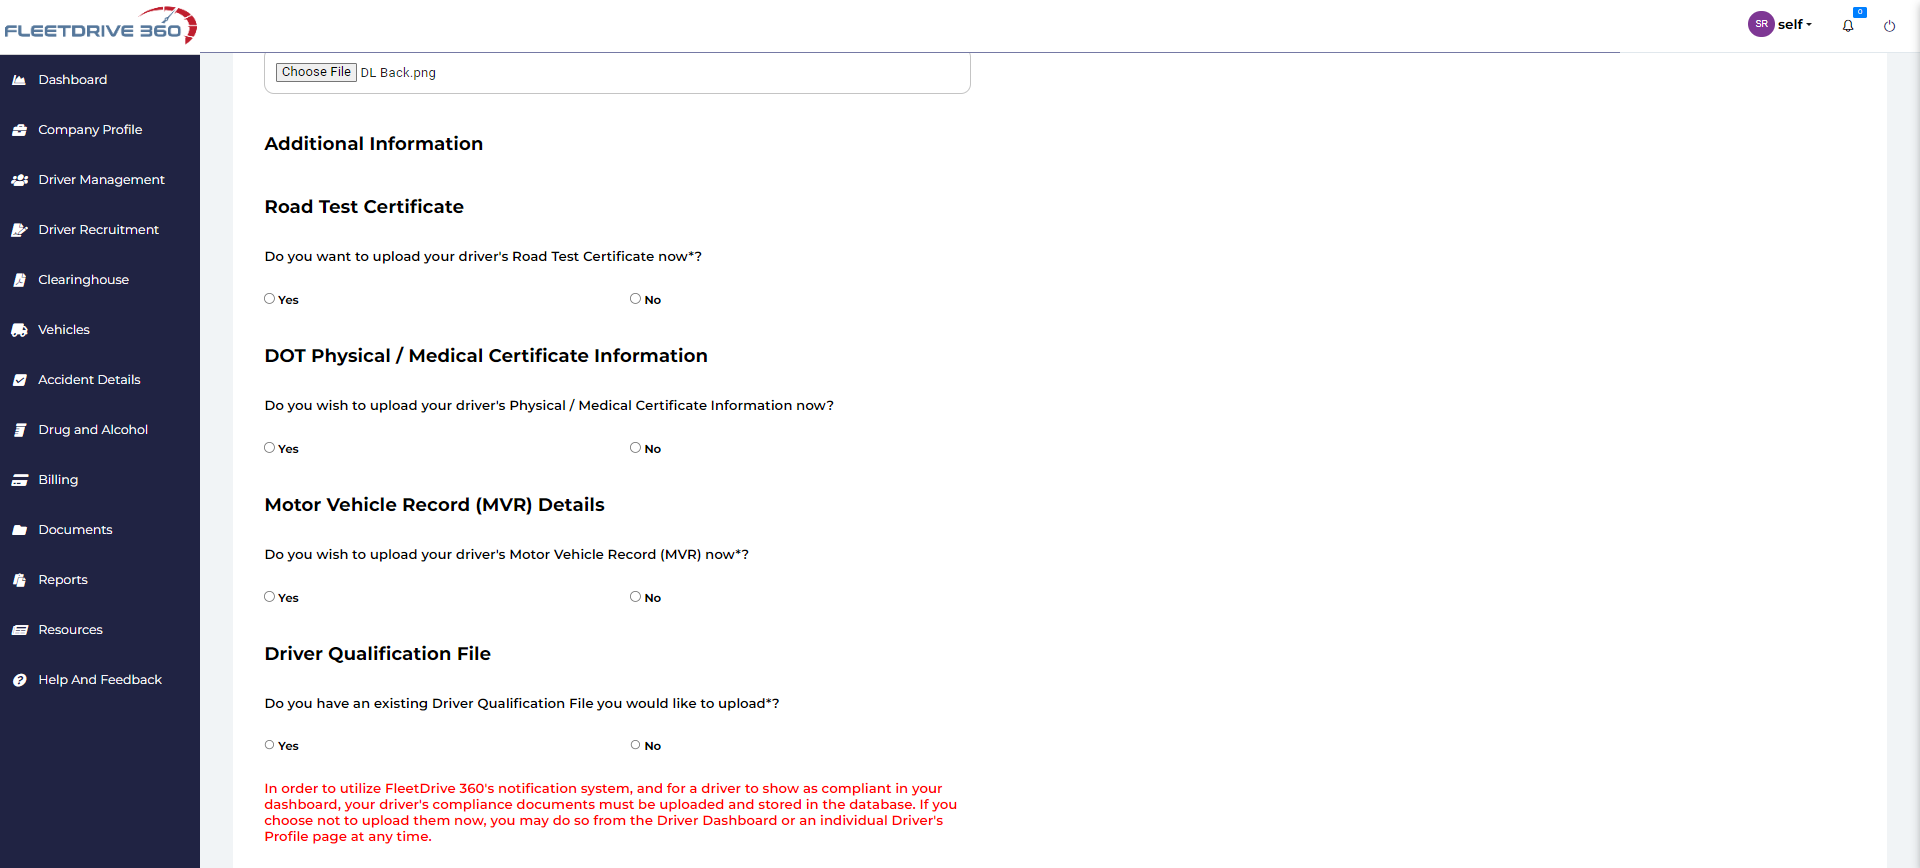 FLEETDRIVE 360
SR self
0
Dashboard
Company Profile
Driver Management
Driver Recruitment
Clearinghouse
Vehicles
Accident Details
Drug and Alcohol
Billing
Documents
Reports
Resources
Help And Feedback
Choose File DL Back.png
Additional Information
Road Test Certificate
Do you want to upload your driver's Road Test Certificate now*?
Yes No
DOT Physical / Medical Certificate Information
Do you wish to upload your driver's Physical / Medical Certificate Information now?
Yes No
Motor Vehicle Record (MVR) Details
Do you wish to upload your driver's Motor Vehicle Record (MVR) now*?
Yes No
Driver Qualification File
Do you have an existing Driver Qualification File you would like to upload*?
Yes No
In order to utilize FleetDrive 360's notification system, and for a driver to show as compliant in your
dashboard, your driver's compliance documents must be uploaded and stored in the database. If you
choose not to upload them now, you may do so from the Driver Dashboard or an individual Driver's
Profile page at any time.